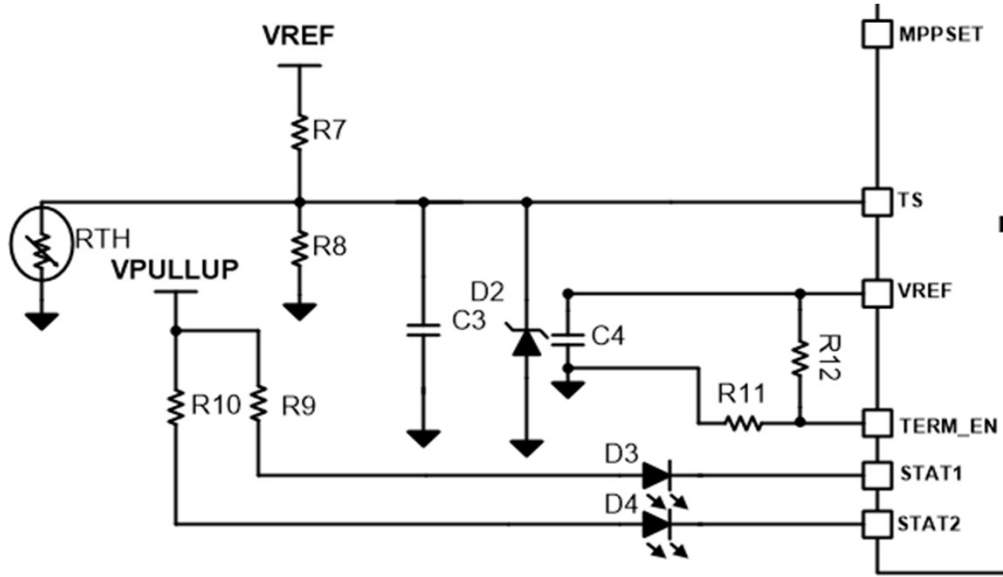 MPPSET
VREF
R7
TS
RTH
R8
VPULLUP
D2
VREF
C3
C4
R12
R11
R10
R9
TERM_EN
D3
STAT1
D4
STAT2